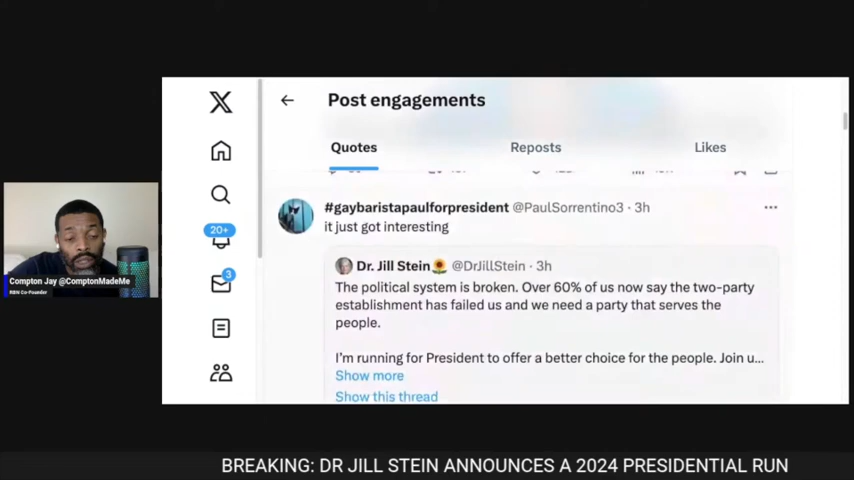 Post engagements
Quotes
Reposts
Likes
#gaybaristapaulforpresident @PaulSorrentino3 · 3h
it just got interesting
20+
Dr. Jill Stein🌻 @DrJillStein · 3h
The political system is broken. Over 60% of us now say the two-party
establishment has failed us and we need a party that serves the
people.
I'm running for President to offer a better choice for the people. Join u...
Show more
Show this thread
3
Compton Jay @ComptonMadeMe
RBN Co-Founder
BREAKING: DR JILL STEIN ANNOUNCES A 2024 PRESIDENTIAL RUN